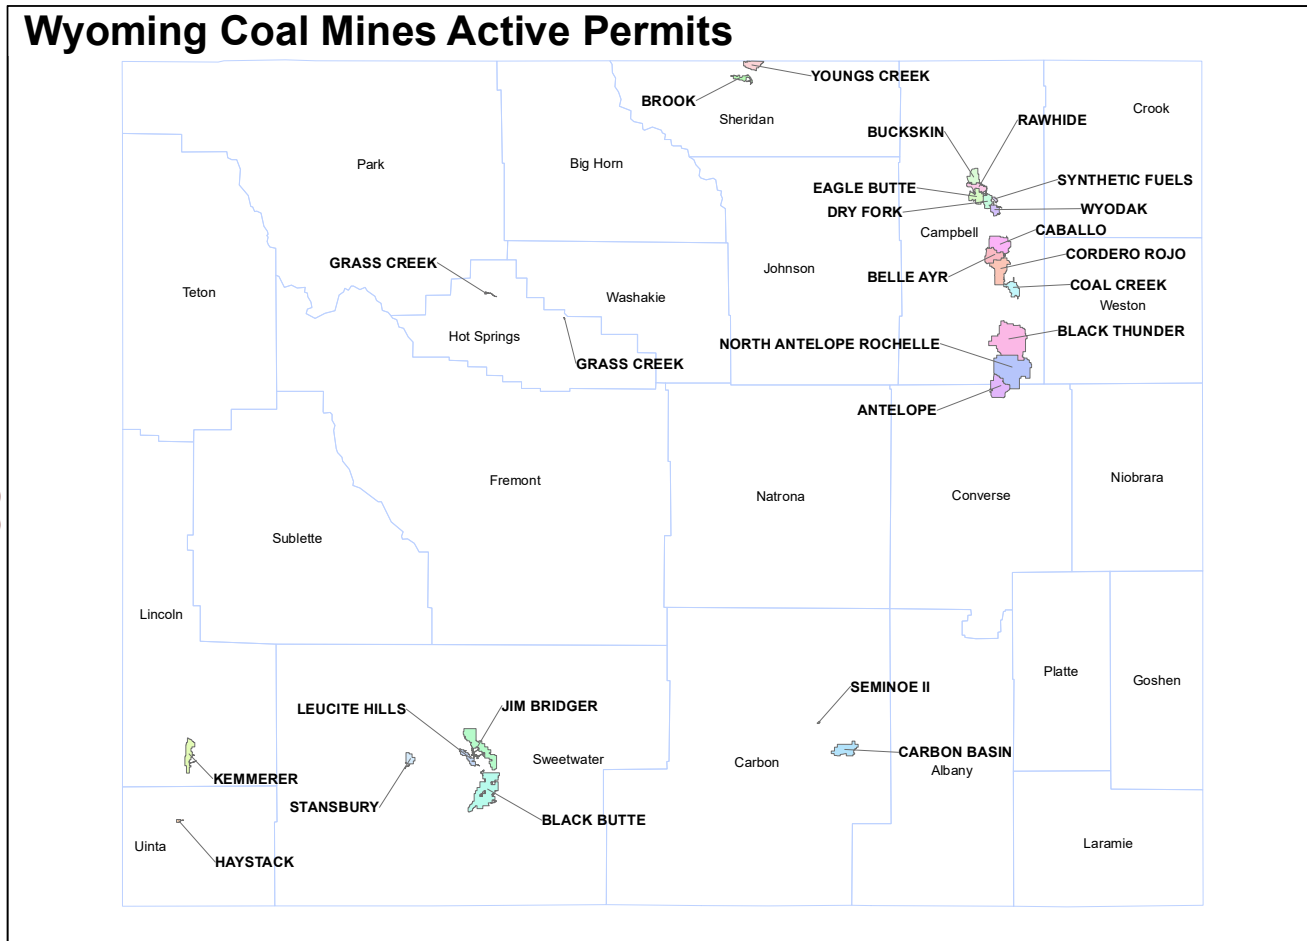 Wyoming Coal Mines Active Permits
YOUNGS CREEK
BROOK
Sheridan
Crook
RAWHIDE
BUCKSKIN
Park
Big Horn
SYNTHETIC FUELS
EAGLE BUTTE
WYODAK
DRY FORK
CABALLO
Campbell
CORDERO ROJO
GRASS CREEK
Johnson
BELLE AYR
COAL CREEK
Teton
Washakie
Weston
BLACK THUNDER
Hot Springs
NORTH ANTELOPE ROCHELLE
GRASS CREEK
ANTELOPE
Fremont
Niobrara
Natrona
Converse
Sublette
Lincoln
Platte
Goshen
SEMINOE II
JIM BRIDGER
LEUCITE HILLS
CARBON BASIN
Sweetwater
Carbon
Albany
KEMMERER
STANSBURY
BLACK BUTTE
Uinta
Laramie
HAYSTACK